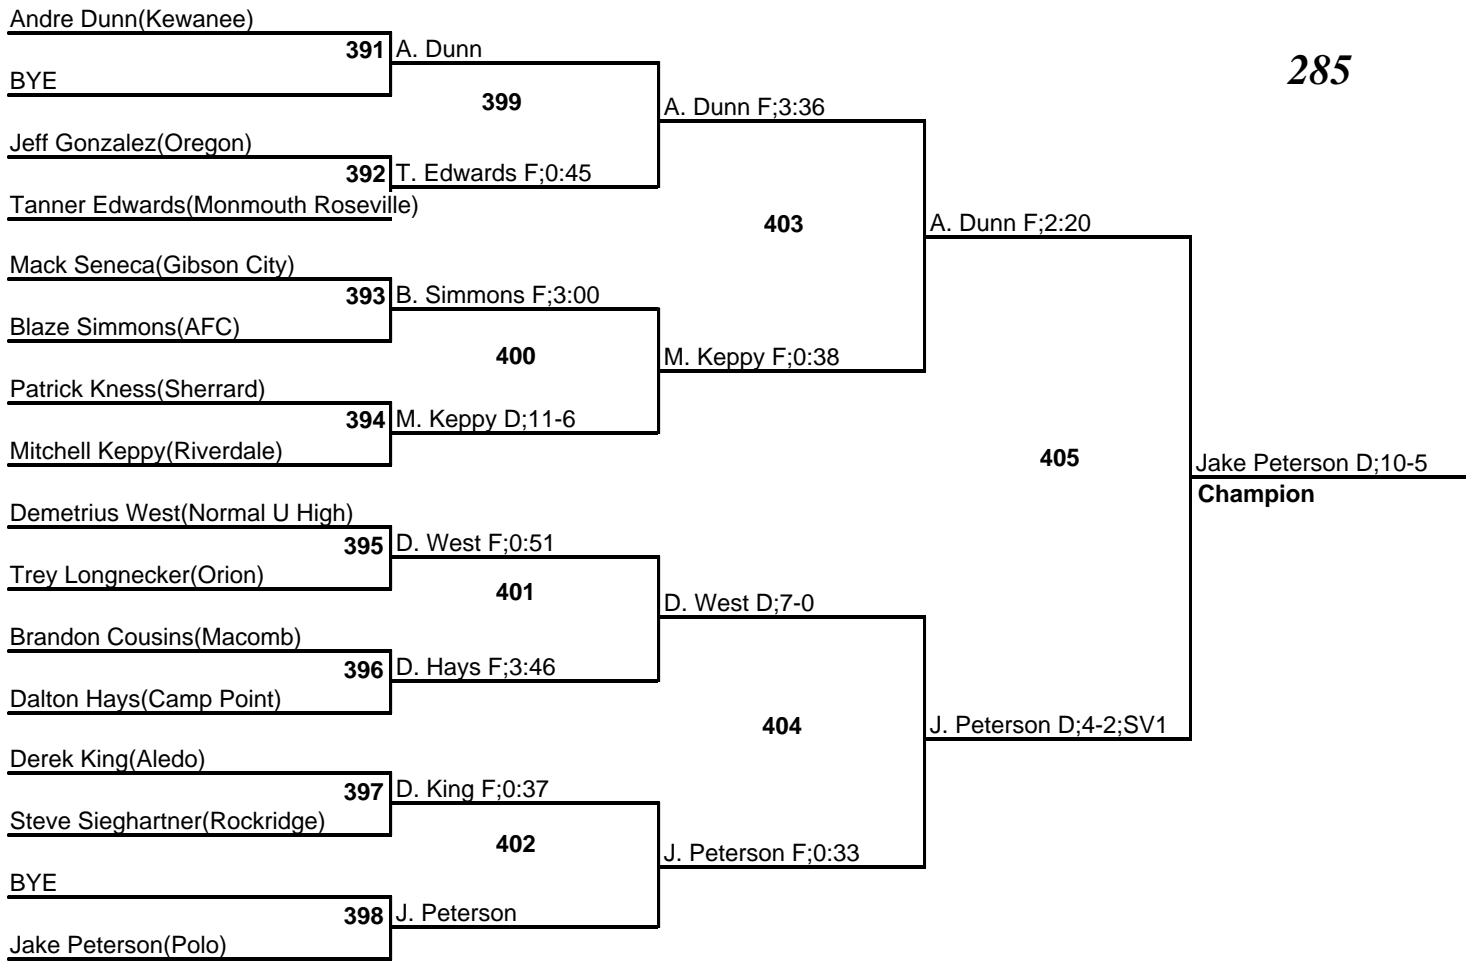 Andre Dunn(Kewanee)
391 A. Dunn
285
BYE
399
A. Dunn F;3:36
Jeff Gonzalez(Oregon)
392 T. Edwards F;0:45
Tanner Edwards(Monmouth Roseville)
403
A. Dunn F;2:20
Mack Seneca(Gibson City)
393 B. Simmons F;3:00
Blaze Simmons(AFC)
400
M. Keppy F;0:38
Patrick Kness(Sherrard)
394 M. Keppy D;11-6
Mitchell Keppy(Riverdale)
405
Jake Peterson D;10-5
Champion
Demetrius West(Normal U High)
395 D. West F;0:51
Trey Longnecker(Orion)
401
D. West D;7-0
Brandon Cousins(Macomb)
396 D. Hays F;3:46
Dalton Hays(Camp Point)
404
J. Peterson D;4-2;SV1
Derek King(Aledo)
397 D. King F;0:37
Steve Sieghartner(Rockridge)
402
J. Peterson F;0:33
BYE
398 J. Peterson
Jake Peterson(Polo)